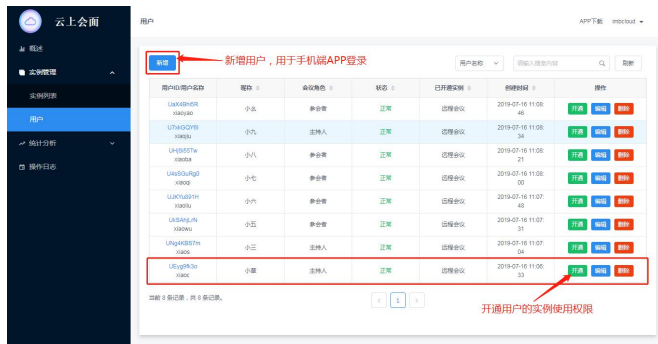 云上会面
用户
APP下载 imbcloud
概述
实例管理
实例列表
用户
统计分析
操作日志
新增
新增用户，用于手机端APP登录
用户名称 请输入搜索内容 刷新
用户ID/用户名称 昵称 会议角色 状态 已开通实例 创建时间 操作
小幺 参会者 正常 远程会议 2019-07-16 11:08: 开通 编辑 删除
xiaoyao 46
小九 主持人 正常 远程会议 2019-07-16 11:08: 开通 编辑 删除
xiaojiu 34
小八 参会者 正常 远程会议 2019-07-16 11:08: 开通 编辑 删除
xiaoba 21
小七 参会者 正常 远程会议 2019-07-16 11:08: 开通 编辑 删除
xiaoqi 00
小六 参会者 正常 远程会议 2019-07-16 11:07: 开通 编辑 删除
xiaoliu 48
小五 参会者 正常 远程会议 2019-07-16 11:07: 开通 编辑 删除
xiaowu 31
小三 主持人 正常 远程会议 2019-07-16 11:07: 开通 编辑 删除
xiaos 04
主持人 正常 远程会议 2019-07-16 11:06: 开通 编辑 删除
xiaoc 33
当前 8 条记录，共 8 条记录。
1
开通用户的实例使用权限